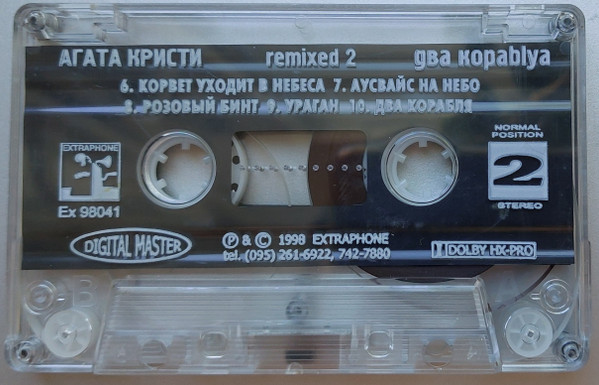 АГАТА КРИСТИ remixed 2 два корablya
6. КОРВЕТ УХОДИТ В НЕБЕСА 7. АУСВАЙС НА НЕБО
8. РОЗОВЫЙ БИНТ 9. УРАГАН 10. ДВА КОРАБЛЯ
EXTRAPHONE
Ex 98041
NORMAL
POSITION
2
STEREO
DIGITAL MASTER
℗ & © 1998 EXTRAPHONE
tel. (095) 261-6922, 742-7880
DOLBY HX-PRO
B